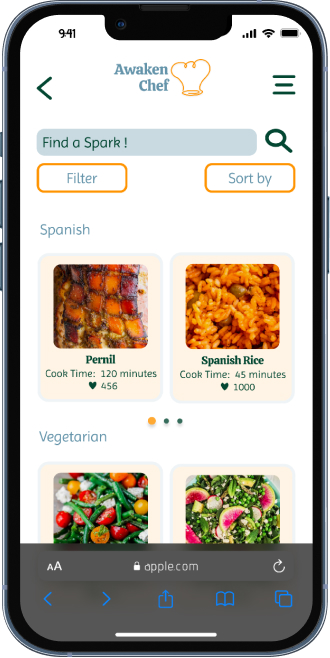 9:41
Awaken
Chef
Find a Spark !
Filter
Sort by
Spanish
Pernil
Cook Time: 120 minutes
456
Spanish Rice
Cook Time: 45 minutes
1000
Vegetarian
AA
apple.com